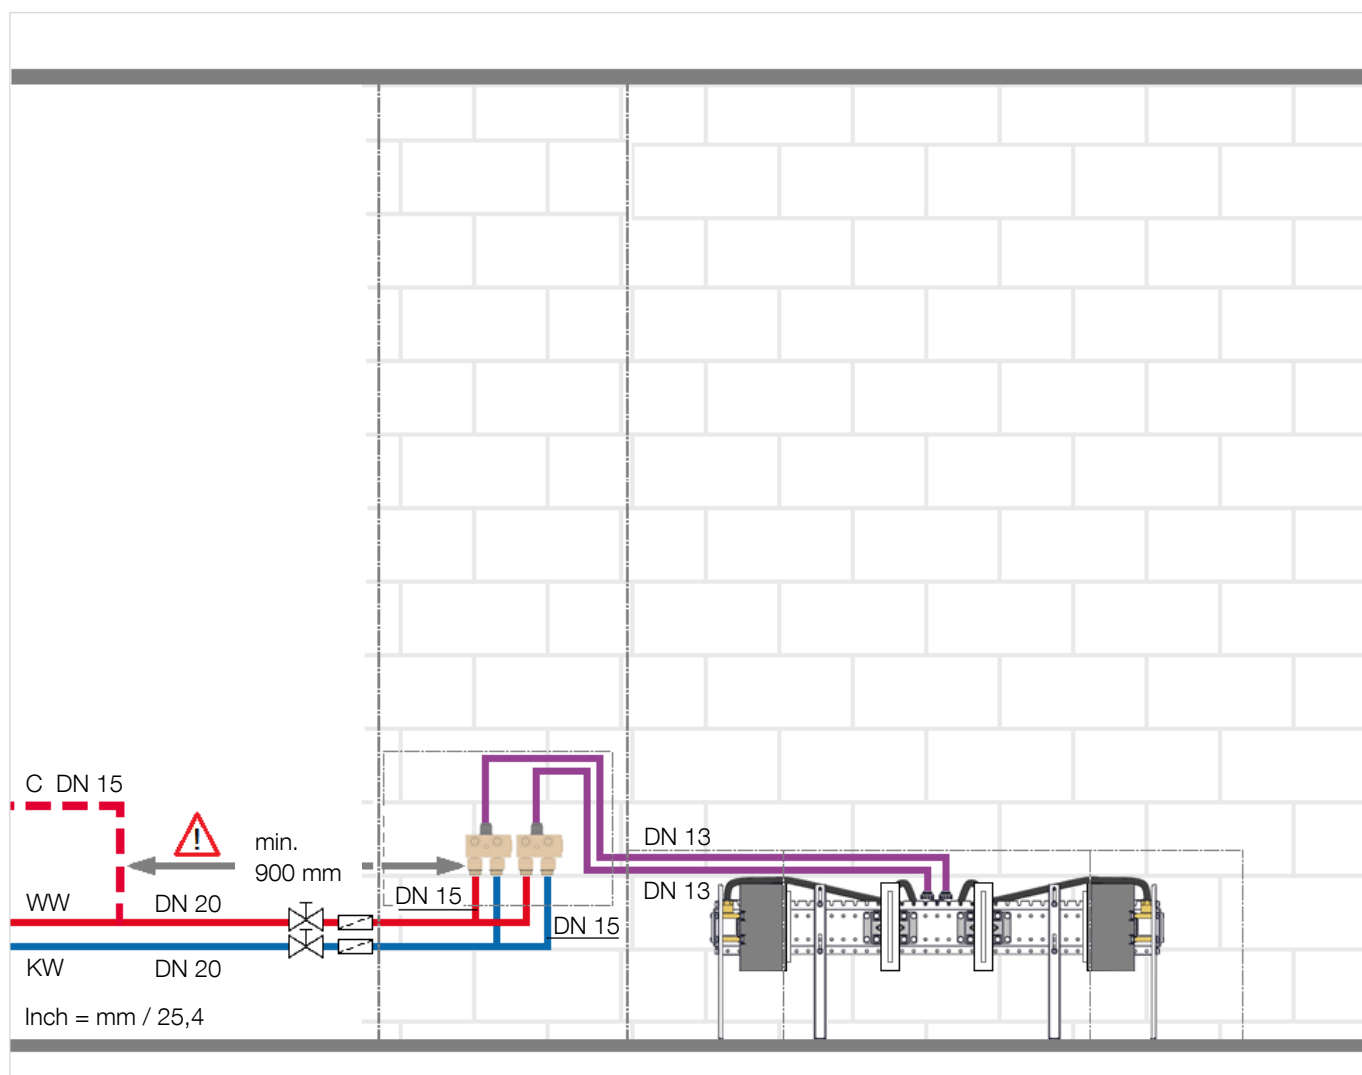 C DN 15
!
min.
900 mm
DN 13
DN 13
DN 15
DN 15
WW
DN 20
KW
DN 20
Inch = mm / 25,4